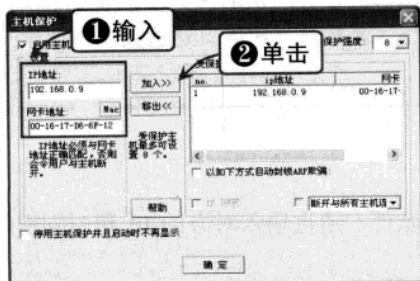 主机保护
❶输入
❷单击
启用主机
保护强度: 8
设置
受保护
IP地址:
192.168.0.9
网卡地址: Mac
00-16-17-D6-6F-12
IP地址必须与网卡
地址正确匹配,否则
会令用户与主机断
开。
加入>>
移出<<
受保护主
机最多可设
置 8 个。
帮助
no. ip地址 网卡
1 192.168.0.9 00-16-17-
以如下方式自动封锁ARP欺骗:
断开与所有主机连
停用主机保护并且启动时不再显示
确 定